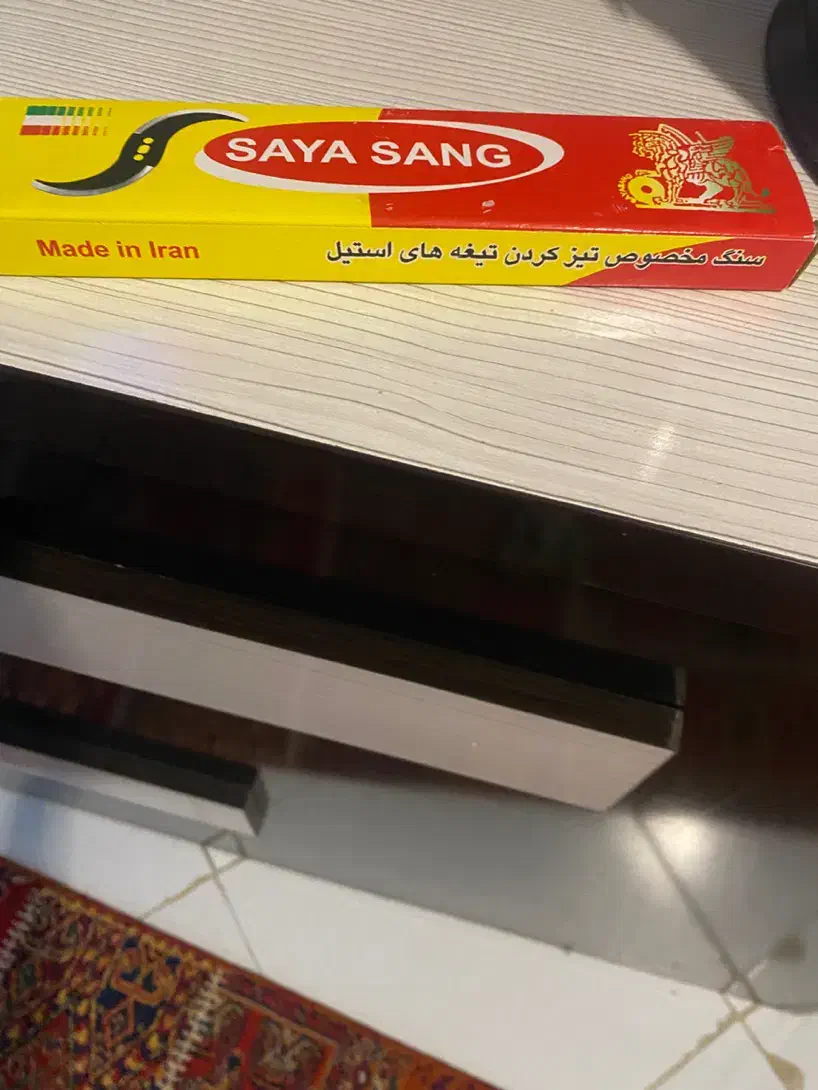 SAYA SANG
Made in Iran
سنگ مخصوص تیز کردن تیغه های استیل